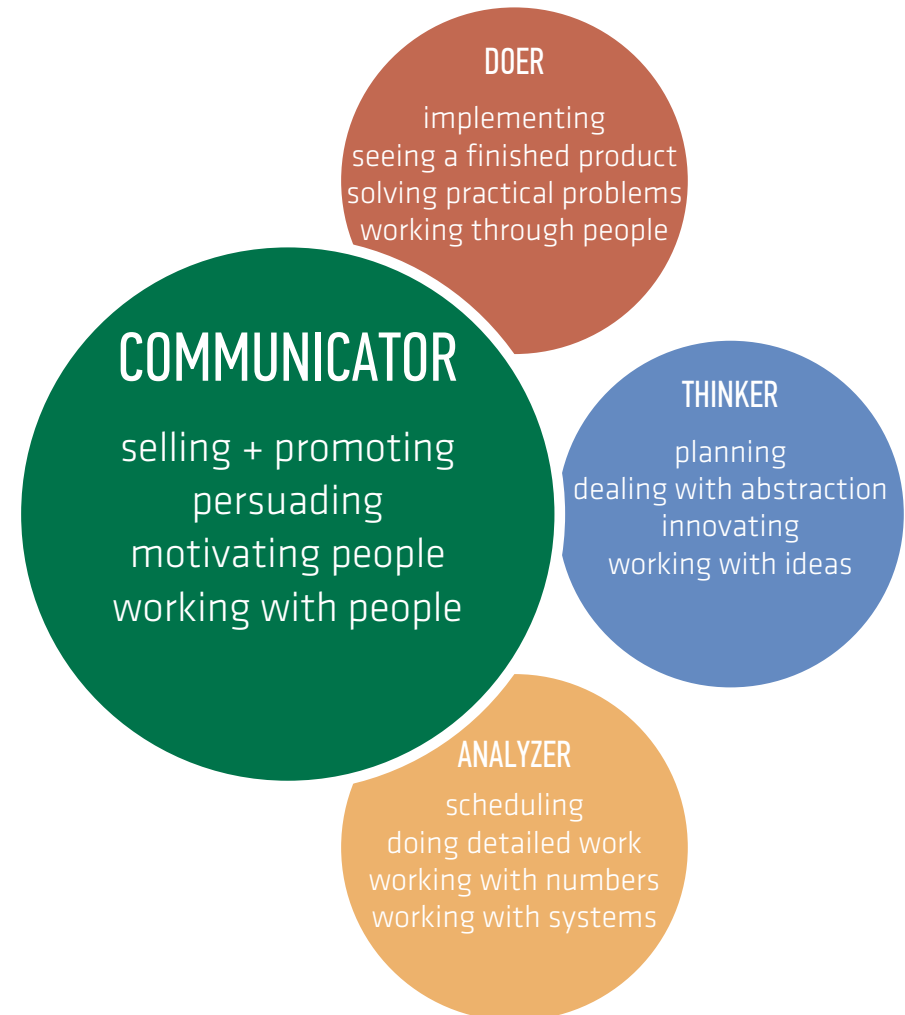 DOER
implementing
seeing a finished product
solving practical problems
working through people
COMMUNICATOR
selling + promoting
persuading
motivating people
working with people
THINKER
planning
dealing with abstraction
innovating
working with ideas
ANALYZER
scheduling
doing detailed work
working with numbers
working with systems